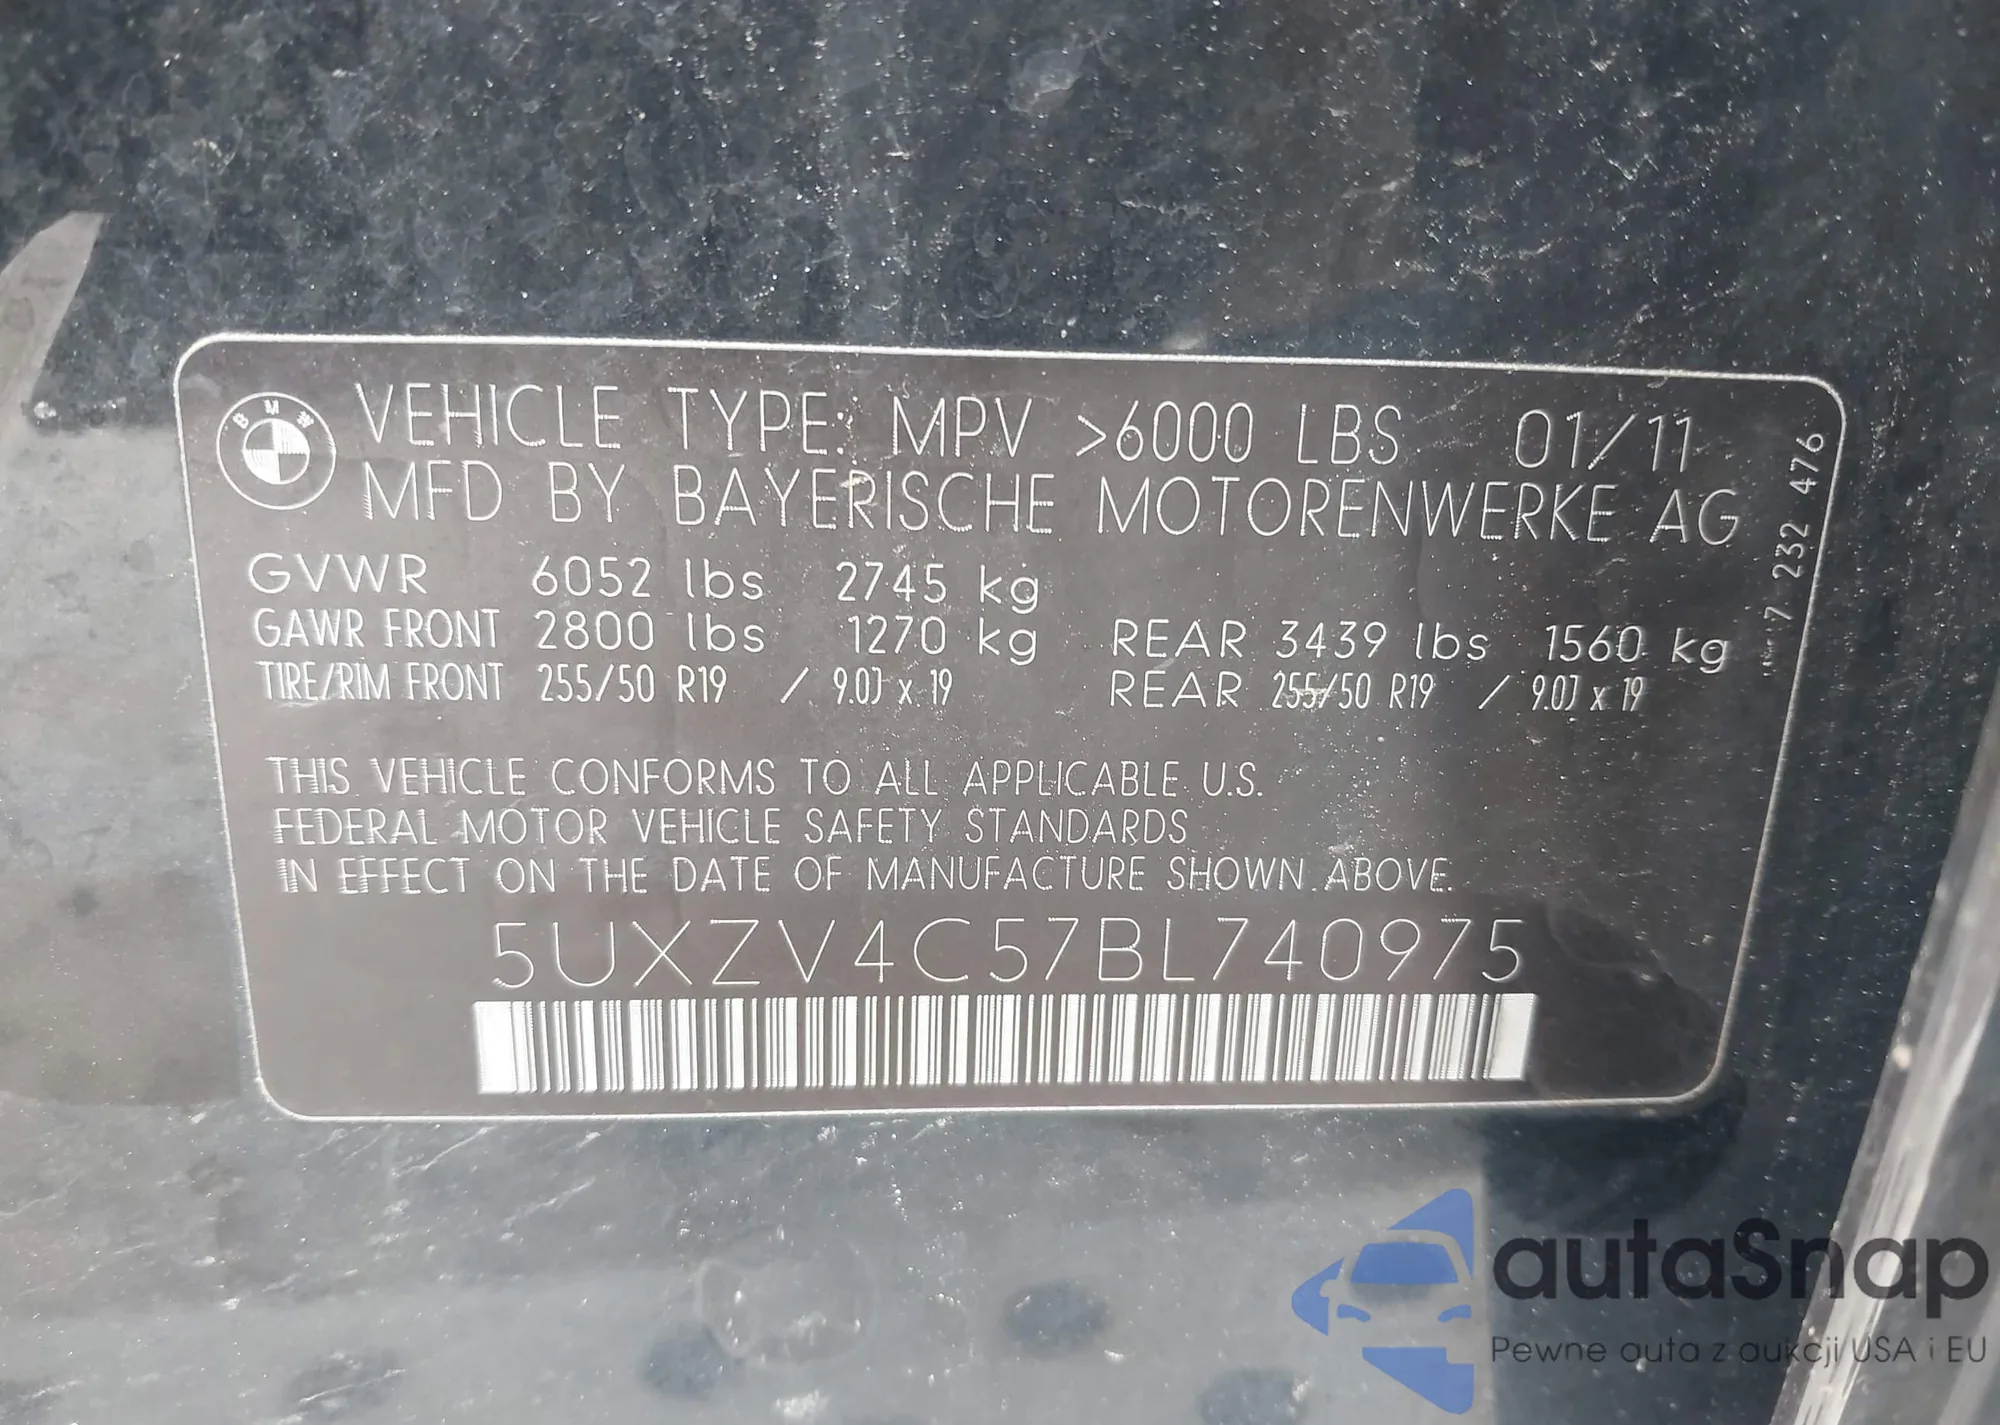 BMW
VEHICLE TYPE: MPV >6000 LBS 01/11
MFD BY BAYERISCHE MOTORENWERKE AG
GVWR 6052 lbs 2745 kg
GAWR FRONT 2800 lbs 1270 kg REAR 3439 lbs 1560 kg
TIRE/RIM FRONT 255/50 R19 / 9.0J x 19 REAR 255/50 R19 / 9.0J x 19
THIS VEHICLE CONFORMS TO ALL APPLICABLE U.S.
FEDERAL MOTOR VEHICLE SAFETY STANDARDS
IN EFFECT ON THE DATE OF MANUFACTURE SHOWN ABOVE.
5UXZV4C57BL740975
7 232 476
autaSnap
Pewne auta z aukcji USA i EU